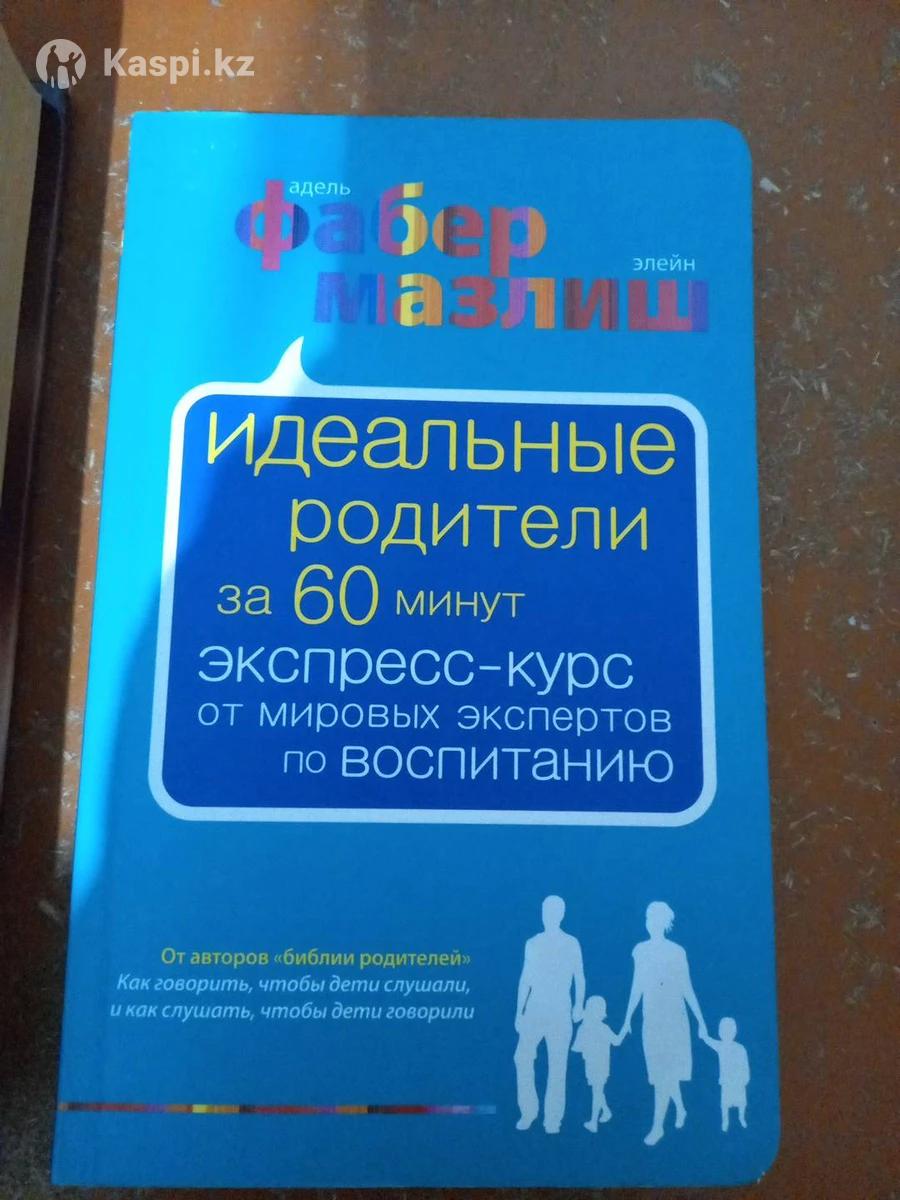 Kaspi.kz
адель
фабер
элейн
мазлиш
идеальные
родители
за 60 минут
экспресс-курс
от мировых экспертов
по воспитанию
От авторов «библии родителей»
Как говорить, чтобы дети слушали,
и как слушать, чтобы дети говорили